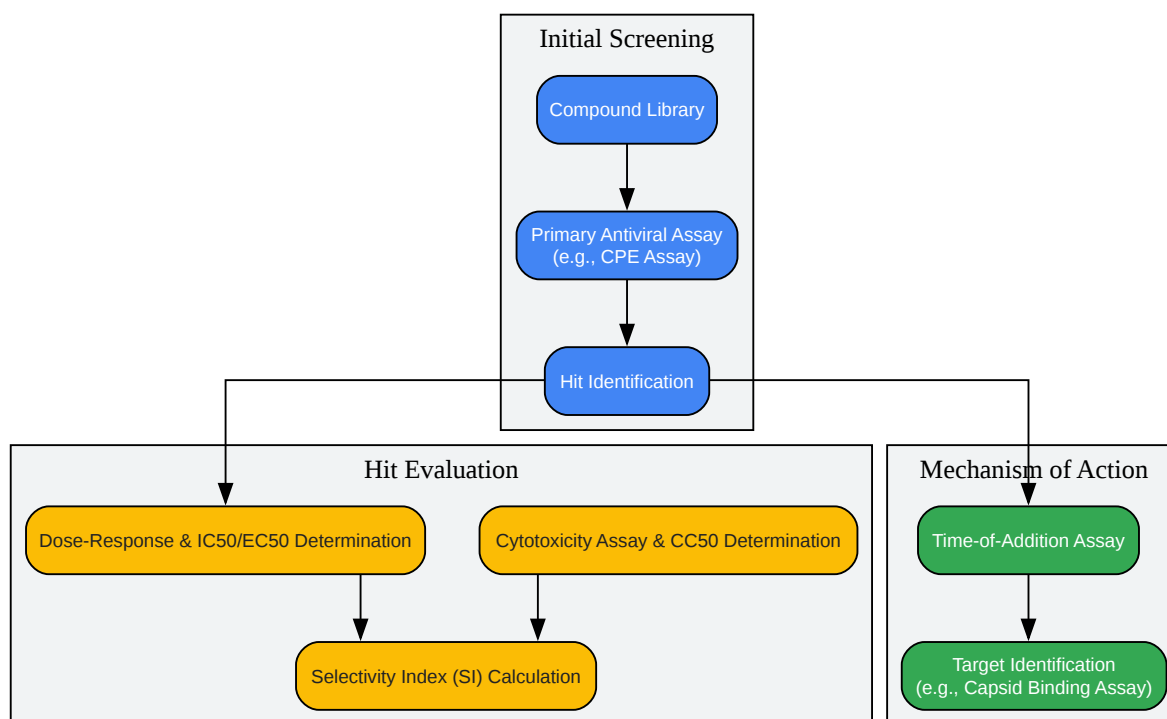 Initial Screening
Compound Library
Primary Antiviral Assay
(e.g., CPE Assay)
Hit Identification
Hit Evaluation
Dose-Response & IC50/EC50 Determination
Cytotoxicity Assay & CC50 Determination
Selectivity Index (SI) Calculation
Mechanism of Action
Time-of-Addition Assay
Target Identification
(e.g., Capsid Binding Assay)